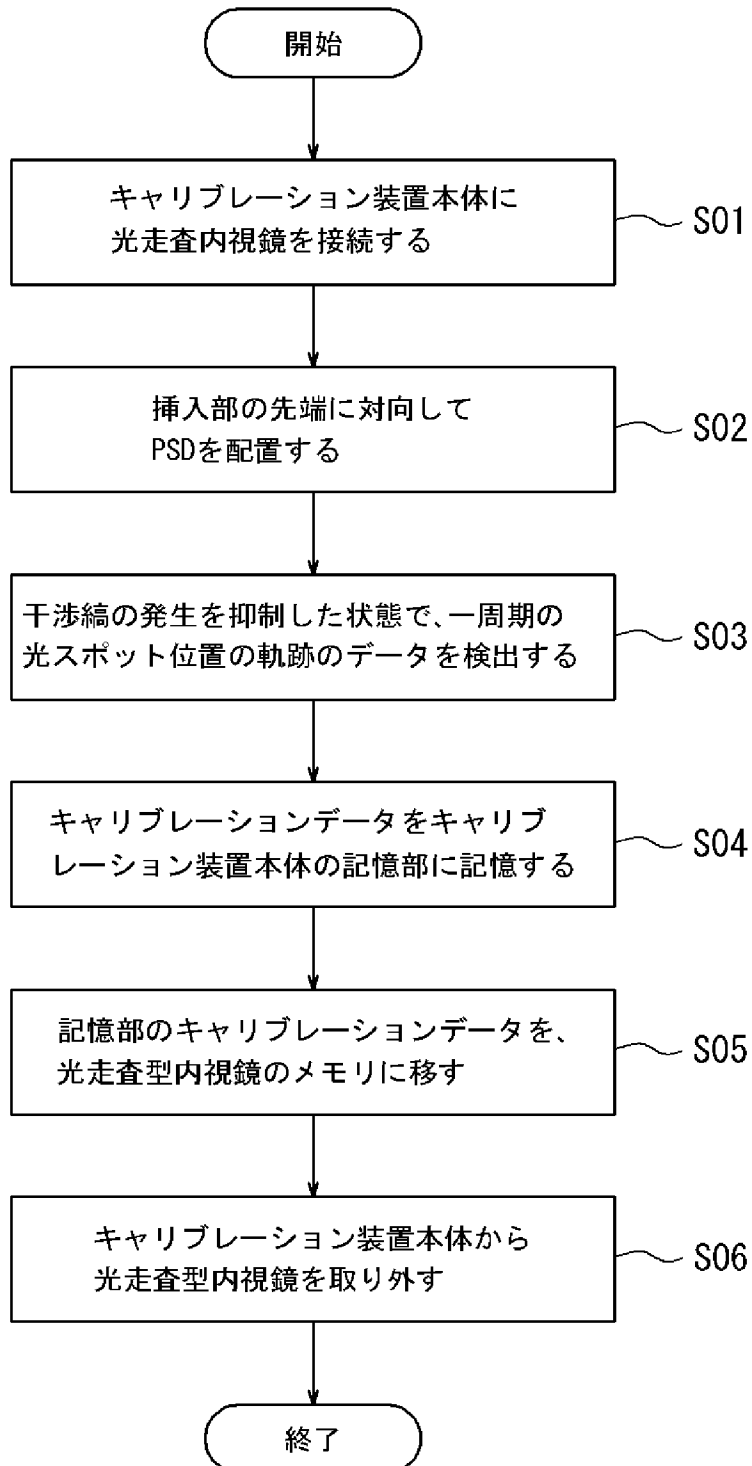 開始
キャリブレーション装置本体に
光走査内視鏡を接続する
S01
挿入部の先端に対向して
PSDを配置する
S02
干渉縞の発生を抑制した状態で、一周期の
光スポット位置の軌跡のデータを検出する
S03
キャリブレーションデータをキャリブ
レーション装置本体の記憶部に記憶する
S04
記憶部のキャリブレーションデータを、
光走査型内視鏡のメモリに移す
S05
キャリブレーション装置本体から
光走査型内視鏡を取り外す
S06
終了